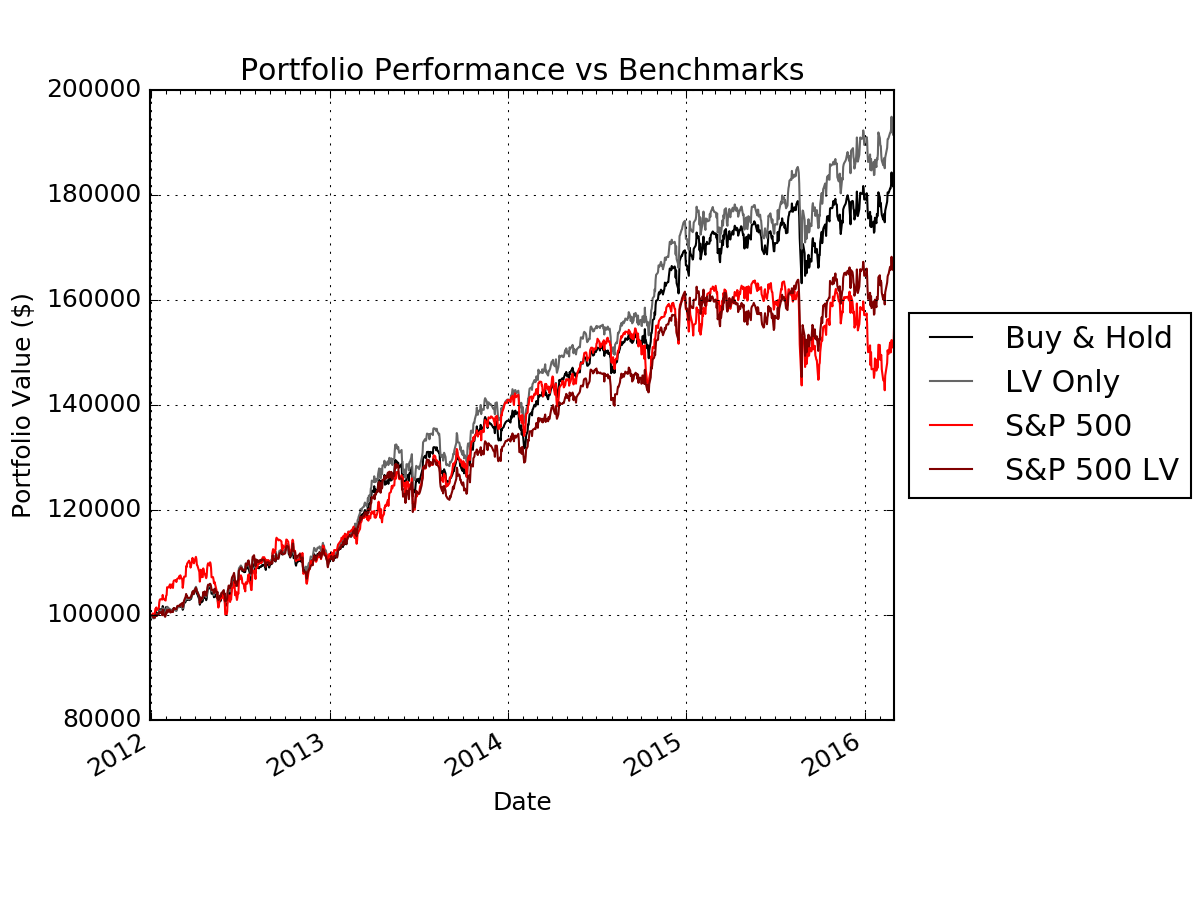 Portfolio Performance vs Benchmarks
200000
180000
160000
140000
120000
100000
80000
Portfolio Value ($)
2012
2013
2014
2015
2016
Date
Buy & Hold
LV Only
S&P 500
S&P 500 LV